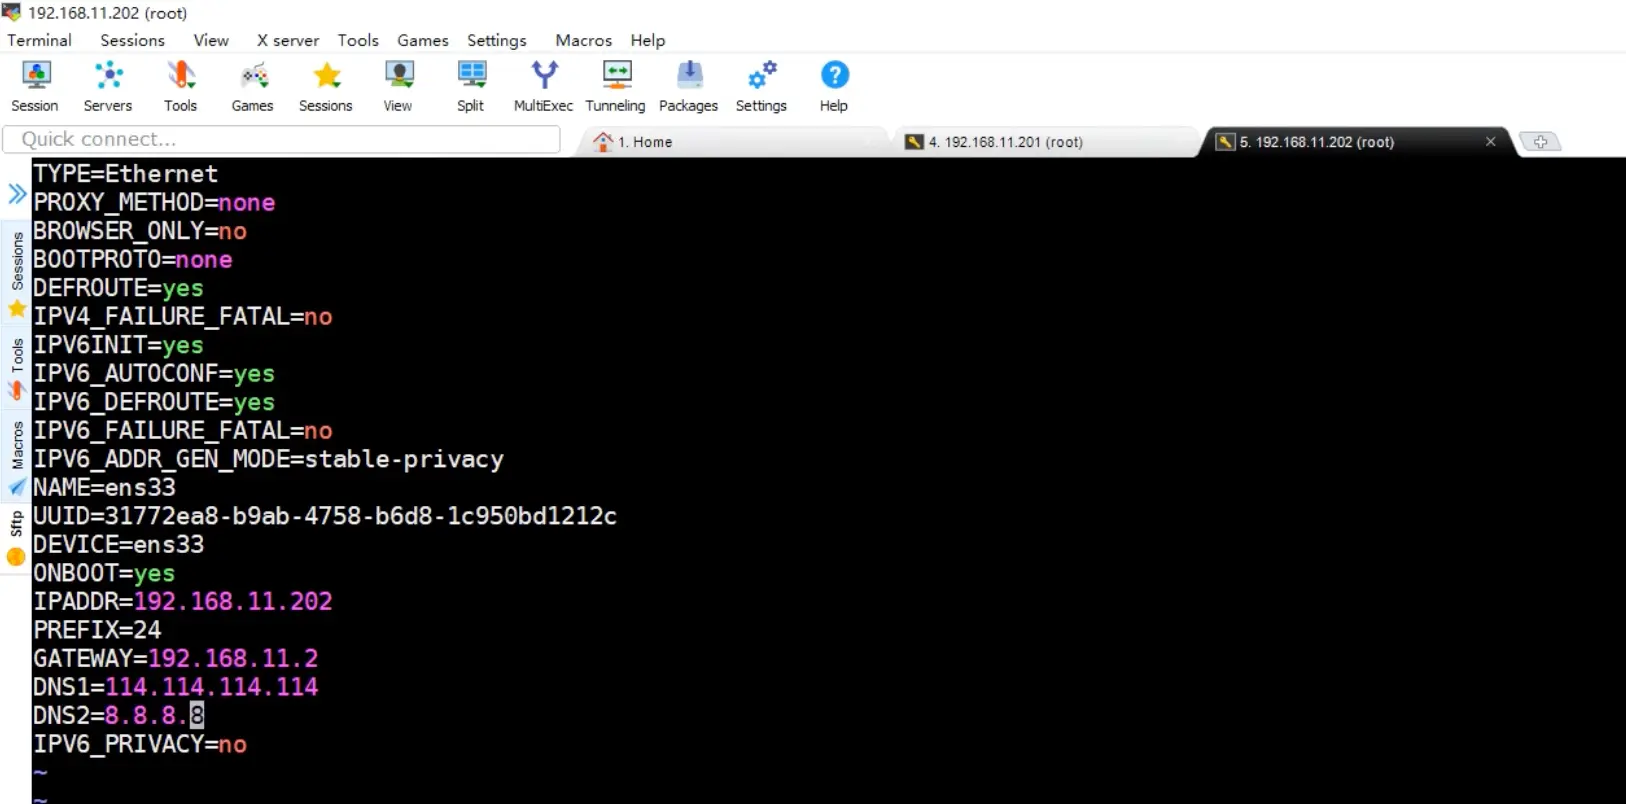 192.168.11.202 (root)
Terminal Sessions View X server Tools Games Settings Macros Help
Session Servers Tools Games Sessions View Split MultiExec Tunneling Packages Settings Help
Quick connect...
1. Home
4. 192.168.11.201 (root)
5. 192.168.11.202 (root)
Sessions
Tools
Macros
Sftp
TYPE=Ethernet
PROXY_METHOD=none
BROWSER_ONLY=no
BOOTPROTO=none
DEFROUTE=yes
IPV4_FAILURE_FATAL=no
IPV6INIT=yes
IPV6_AUTOCONF=yes
IPV6_DEFROUTE=yes
IPV6_FAILURE_FATAL=no
IPV6_ADDR_GEN_MODE=stable-privacy
NAME=ens33
UUID=31772ea8-b9ab-4758-b6d8-1c950bd1212c
DEVICE=ens33
ONBOOT=yes
IPADDR=192.168.11.202
PREFIX=24
GATEWAY=192.168.11.2
DNS1=114.114.114.114
DNS2=8.8.8.8
IPV6_PRIVACY=no
~
~